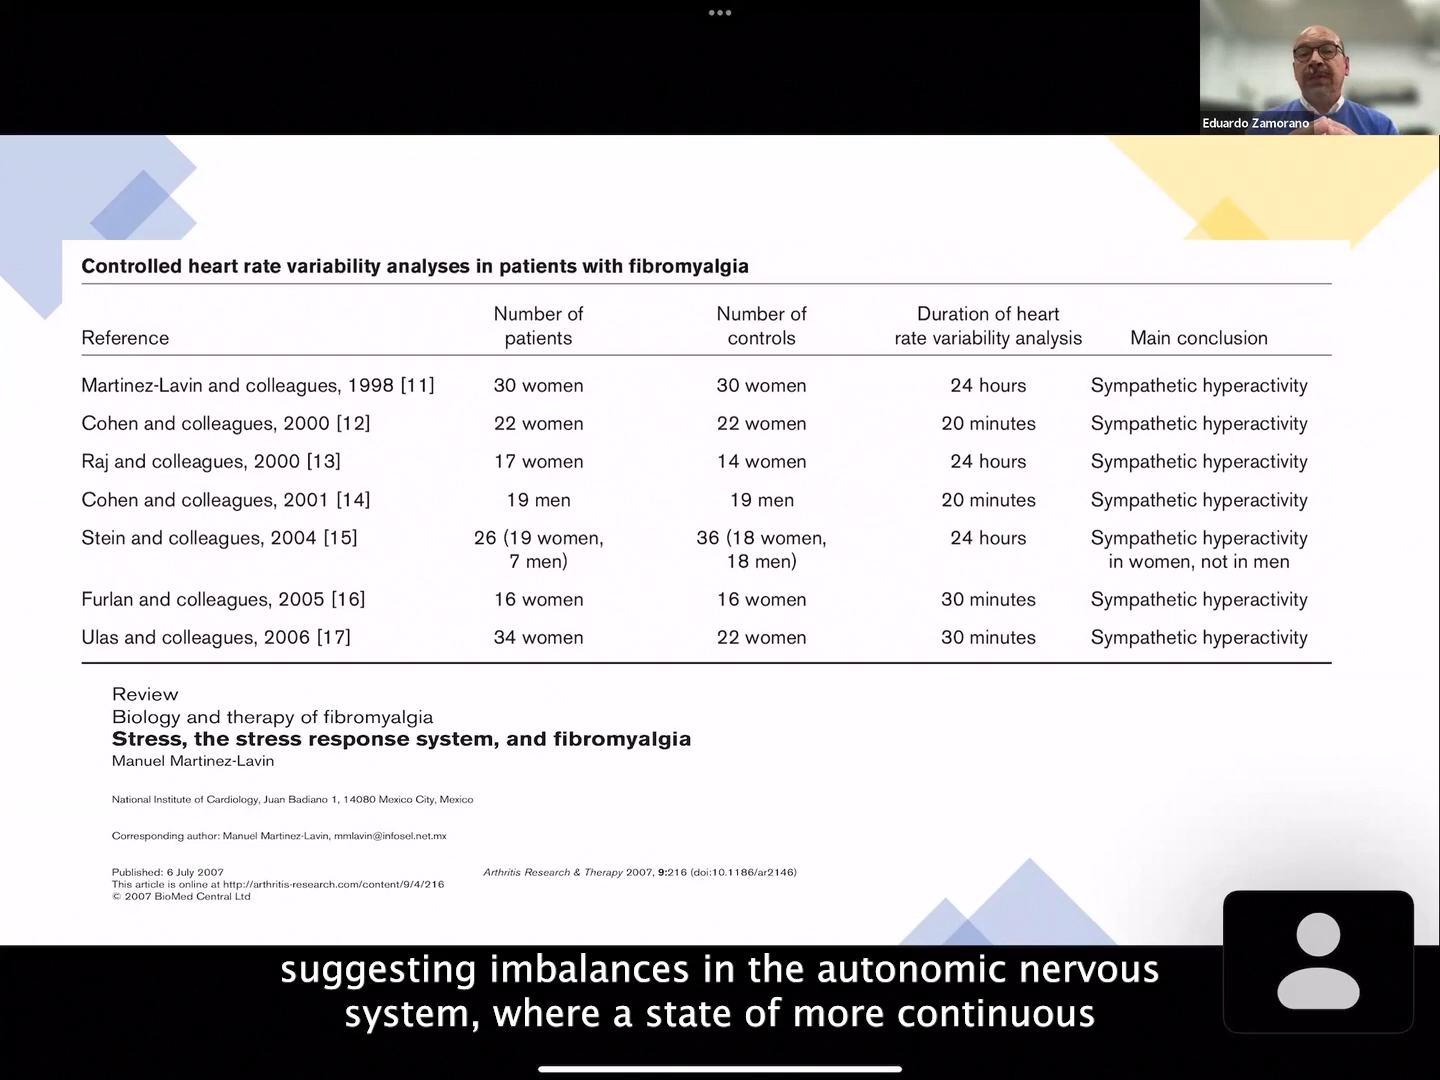 Eduardo Zamorano
Controlled heart rate variability analyses in patients with fibromyalgia
Reference
Number of patients
Number of controls
Duration of heart rate variability analysis
Main conclusion
Martinez-Lavin and colleagues, 1998 [11] 30 women 30 women 24 hours Sympathetic hyperactivity
Cohen and colleagues, 2000 [12] 22 women 22 women 20 minutes Sympathetic hyperactivity
Raj and colleagues, 2000 [13] 17 women 14 women 24 hours Sympathetic hyperactivity
Cohen and colleagues, 2001 [14] 19 men 19 men 20 minutes Sympathetic hyperactivity
Stein and colleagues, 2004 [15] 26 (19 women, 36 (18 women, 24 hours Sympathetic hyperactivity
7 men) 18 men) in women, not in men
Furlan and colleagues, 2005 [16] 16 women 16 women 30 minutes Sympathetic hyperactivity
Ulas and colleagues, 2006 [17] 34 women 22 women 30 minutes Sympathetic hyperactivity
Review
Biology and therapy of fibromyalgia
Stress, the stress response system, and fibromyalgia
Manuel Martinez-Lavin
National Institute of Cardiology, Juan Badiano 1, 14080 Mexico City, Mexico
Corresponding author: Manuel Martinez-Lavin, mmlavin@infosel.net.mx
Published: 6 July 2007 Arthritis Research & Therapy 2007, 9:216 (doi:10.1186/ar2146)
This article is online at http://arthritis-research.com/content/9/4/216
© 2007 BioMed Central Ltd
suggesting imbalances in the autonomic nervous
system, where a state of more continuous